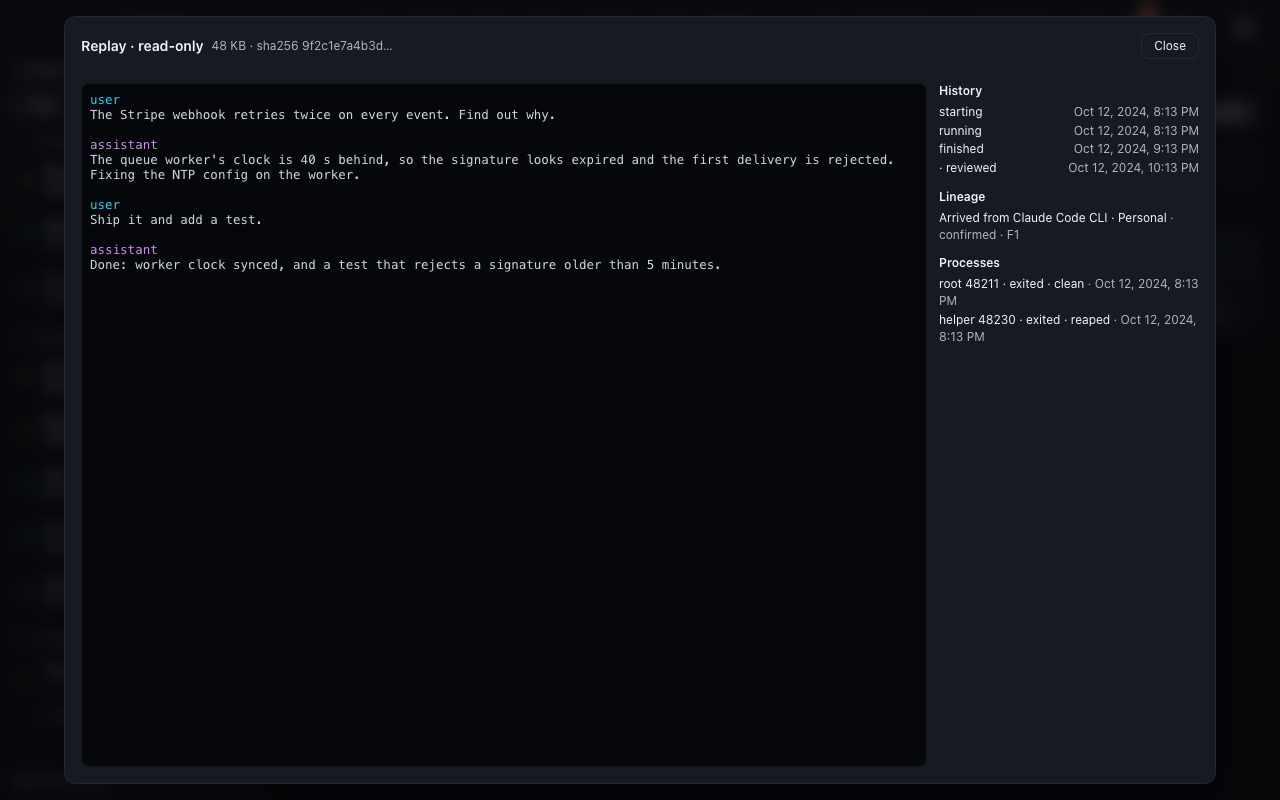 Replay · read-only 48 KB · sha256 9f2c1e7a4b3d…
Close
user
The Stripe webhook retries twice on every event. Find out why.
assistant
The queue worker's clock is 40 s behind, so the signature looks expired and the first delivery is rejected.
Fixing the NTP config on the worker.
user
Ship it and add a test.
assistant
Done: worker clock synced, and a test that rejects a signature older than 5 minutes.
History
starting Oct 12, 2024, 8:13 PM
running Oct 12, 2024, 8:13 PM
finished Oct 12, 2024, 9:13 PM
· reviewed Oct 12, 2024, 10:13 PM
Lineage
Arrived from Claude Code CLI · Personal ·
confirmed · F1
Processes
root 48211 · exited · clean · Oct 12, 2024, 8:13
PM
helper 48230 · exited · reaped · Oct 12, 2024,
8:13 PM